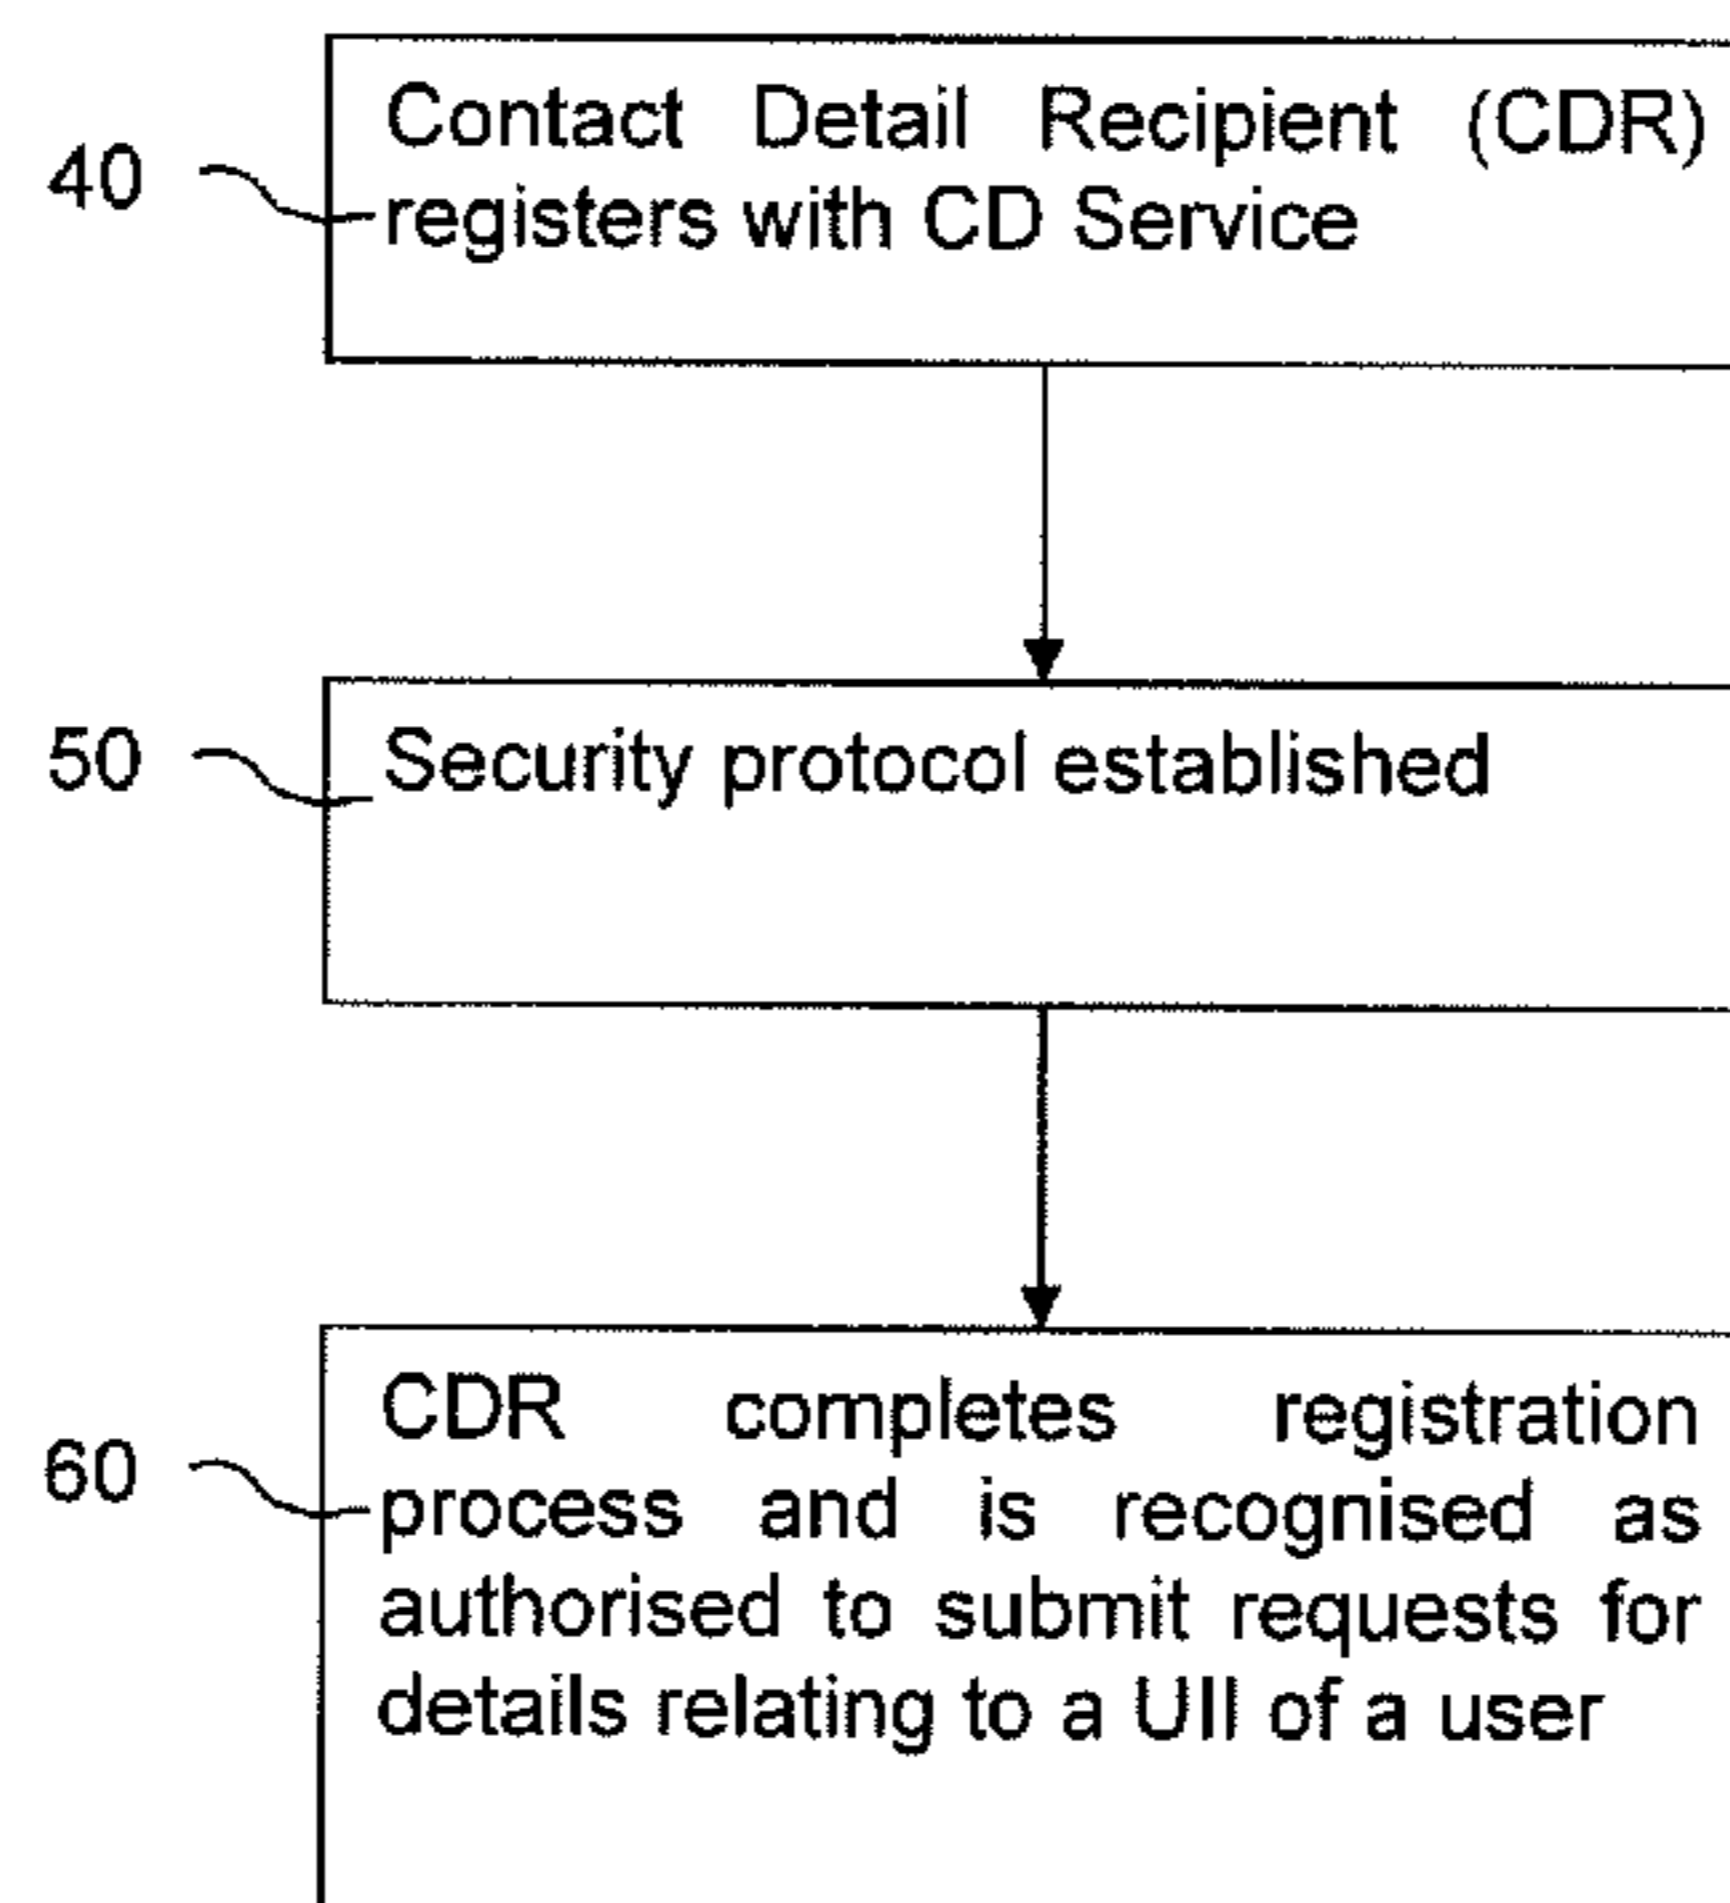 Contact Detail Recipient (CDR)
40
registers with CD Service
50
Security protocol established
CDR completes registration
60
process and is recognised as
authorised to submit requests for
details relating to a UII of a user